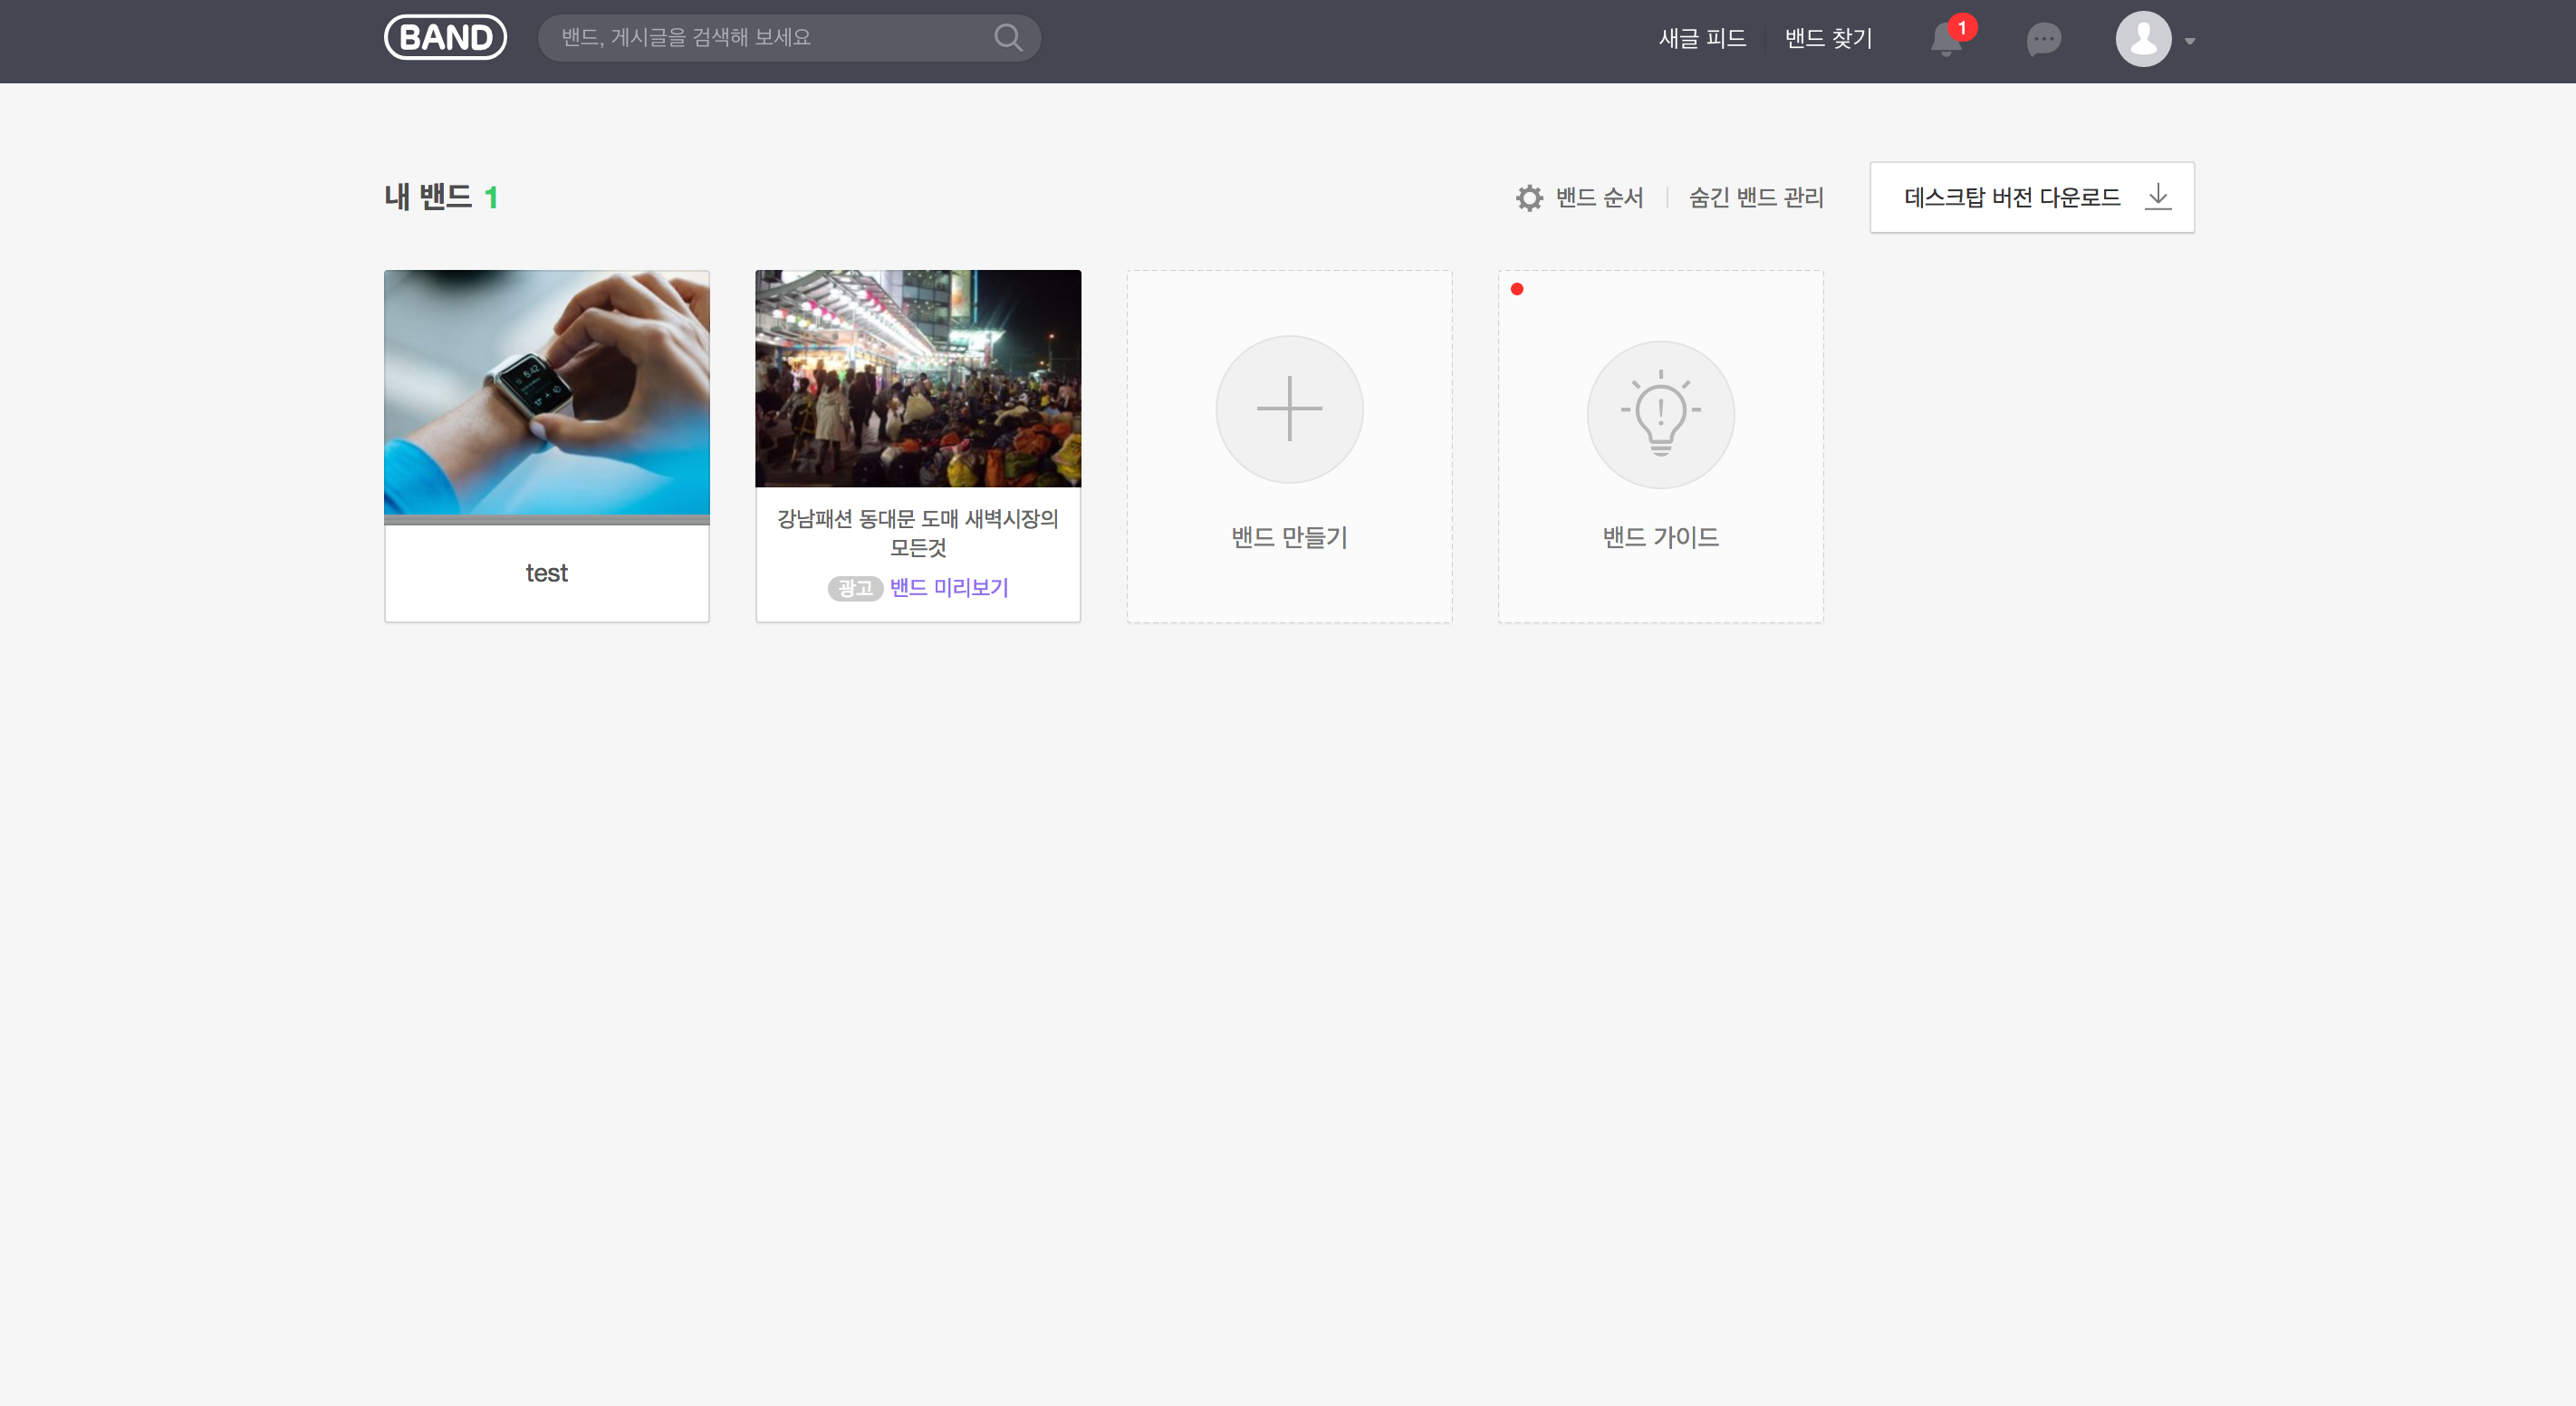 BAND
밴드, 게시글을 검색해 보세요
새글 피드
밴드 찾기
1
내 밴드 1
밴드 순서
숨긴 밴드 관리
데스크탑 버전 다운로드
test
강남패션 동대문 도매 새벽시장의
모든것
광고 밴드 미리보기
밴드 만들기
밴드 가이드